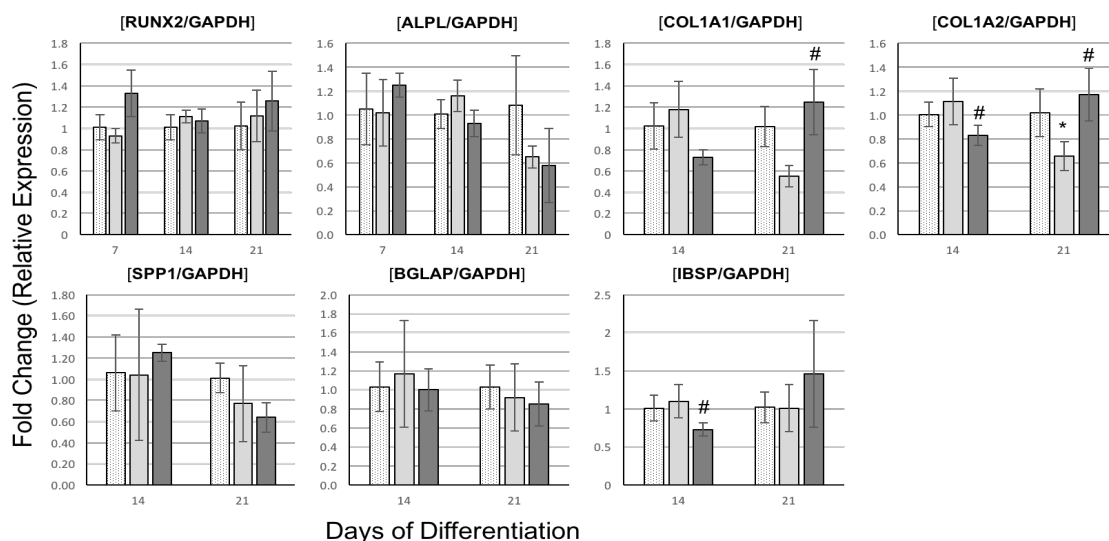 [RUNX2/GAPDH] [ALPL/GAPDH] [COL1A1/GAPDH] [COL1A2/GAPDH]
1.8 1.6 1.8 1.6
1.6 1.4 1.6 # 1.4 #
1.4 1.2 1.4 1.2
1.2 1.0 1.2 1.0 #
1 0.8 1 0.8 *
0.8 0.6 0.8 0.6
0.6 0.4 0.6 0.4
0.4 0.2 0.4 0.2
0.2 0.0 0.2 0.0
0 0
7 14 21 7 14 21 14 21 14 21
[SPP1/GAPDH] [BGLAP/GAPDH] [IBSP/GAPDH]
1.80 2.0 2.5
1.60 1.8 2
1.40 1.6 1.5
1.20 1.4 1 #
1.00 1.2 0.5
0.80 1.0 0
0.60 0.8
0.40 0.6
0.20 0.4
0.00 0.2
0.0
14 21 14 21 14 21
Fold Change (Relative Expression)
Days of Differentiation